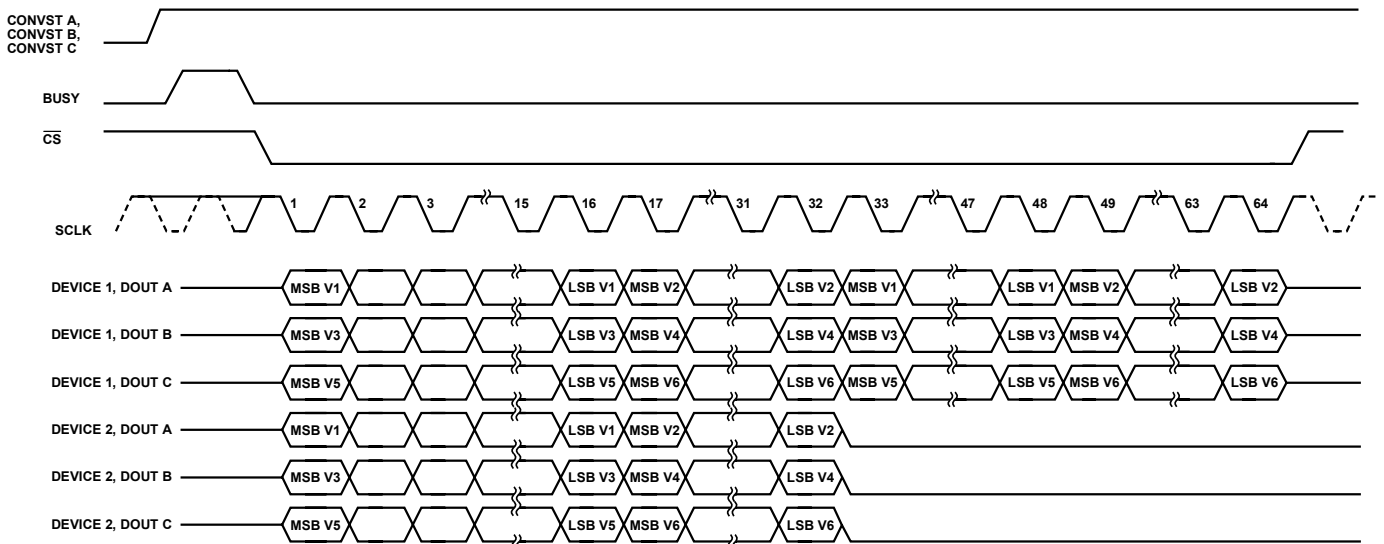 CONVST A,
CONVST B,
CONVST C
BUSY
CS
SCLK
1 2 3 15 16 17 31 32 33 47 48 49 63 64
DEVICE 1, DOUT A MSB V1 LSB V1 MSB V2 LSB V2 MSB V1 LSB V1 MSB V2 LSB V2
DEVICE 1, DOUT B MSB V3 LSB V3 MSB V4 LSB V4 MSB V3 LSB V3 MSB V4 LSB V4
DEVICE 1, DOUT C MSB V5 LSB V5 MSB V6 LSB V6 MSB V5 LSB V5 MSB V6 LSB V6
DEVICE 2, DOUT A MSB V1 LSB V1 MSB V2 LSB V2
DEVICE 2, DOUT B MSB V3 LSB V3 MSB V4 LSB V4
DEVICE 2, DOUT C MSB V5 LSB V5 MSB V6 LSB V6